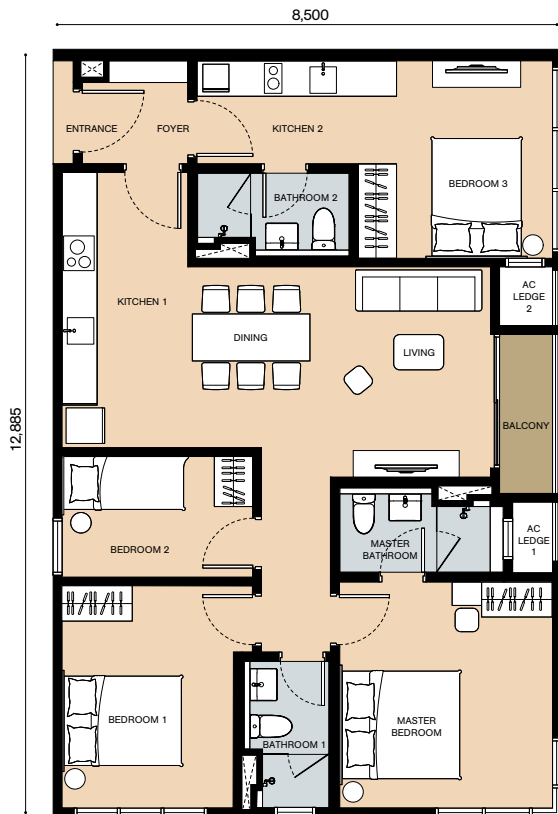 8,500
12,885
ENTRANCE
FOYER
KITCHEN 2
BEDROOM 3
BATHROOM 2
AC
LEDGE
2
KITCHEN 1
DINING
LIVING
BALCONY
BEDROOM 2
MASTER
BATHROOM
AC
LEDGE
1
BEDROOM 1
BATHROOM 1
MASTER
BEDROOM